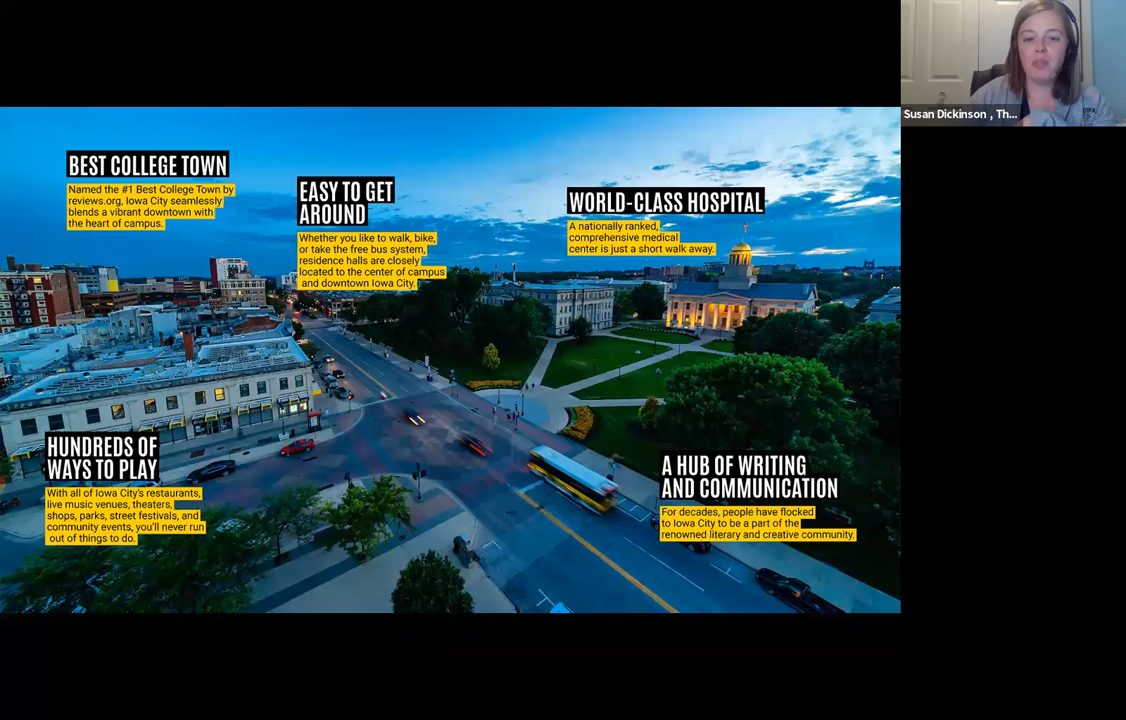 Susan Dickinson , Th...
BEST COLLEGE TOWN
Named the #1 Best College Town by
reviews.org, Iowa City seamlessly
blends a vibrant downtown with
the heart of campus.
EASY TO GET
AROUND
Whether you like to walk, bike,
or take the free bus system,
residence halls are closely
located to the center of campus
and downtown Iowa City.
WORLD-CLASS HOSPITAL
A nationally ranked,
comprehensive medical
center is just a short walk away.
HUNDREDS OF
WAYS TO PLAY
With all of Iowa City's restaurants,
live music venues, theaters,
shops, parks, street festivals, and
community events, you'll never run
out of things to do.
A HUB OF WRITING
AND COMMUNICATION
For decades, people have flocked
to Iowa City to be a part of the
renowned literary and creative community.